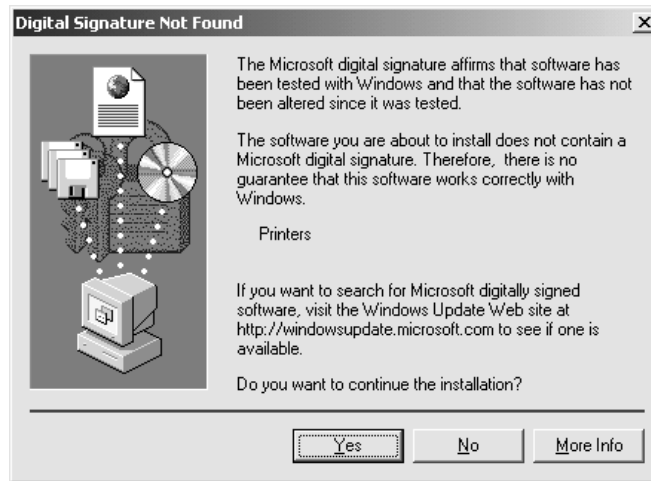 Digital Signature Not Found
The Microsoft digital signature affirms that software has
been tested with Windows and that the software has not
been altered since it was tested.
The software you are about to install does not contain a
Microsoft digital signature. Therefore, there is no
guarantee that this software works correctly with
Windows.
Printers
If you want to search for Microsoft digitally signed
software, visit the Windows Update Web site at
http://windowsupdate.microsoft.com to see if one is
available.
Do you want to continue the installation?
Yes No More Info